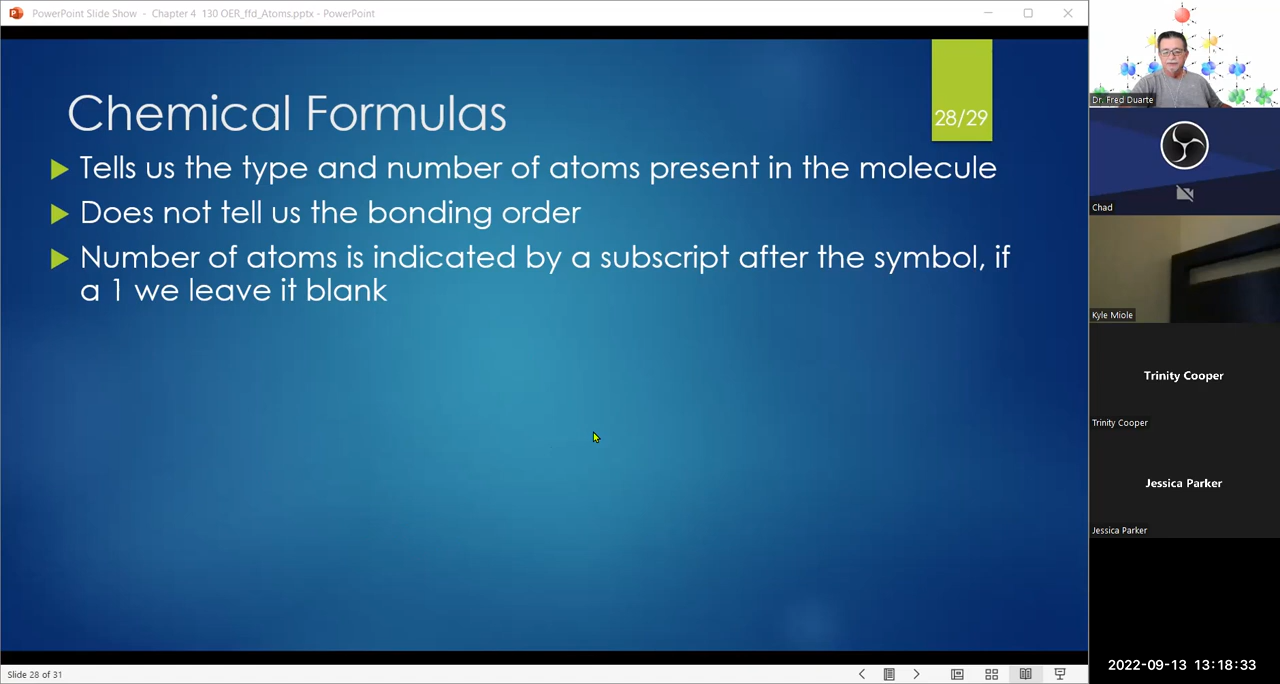 PowerPoint Slide Show - Chapter 4 130 OER_ffd_Atoms.pptx - PowerPoint
Chemical Formulas
28/29
Tells us the type and number of atoms present in the molecule
Does not tell us the bonding order
Number of atoms is indicated by a subscript after the symbol, if
a 1 we leave it blank
Slide 28 of 31
Dr. Fred Duarte
Chad
Kyle Miole
Trinity Cooper
Trinity Cooper
Jessica Parker
Jessica Parker
2022-09-13 13:18:33